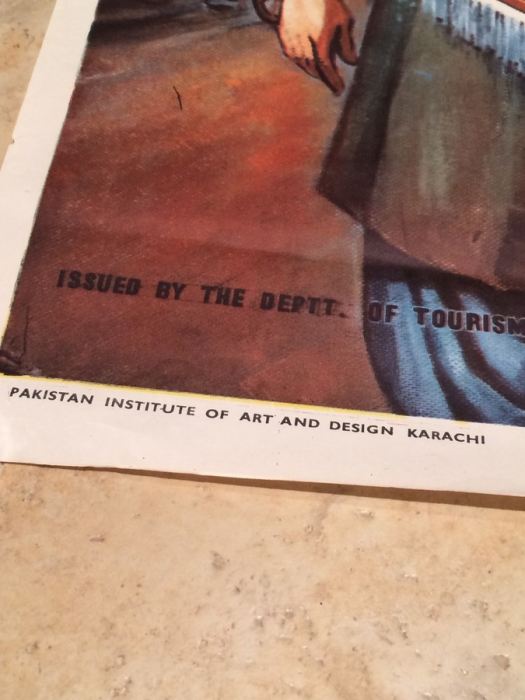 ISSUED BY THE DEPTT. OF TOURISM
PAKISTAN INSTITUTE OF ART AND DESIGN KARACHI